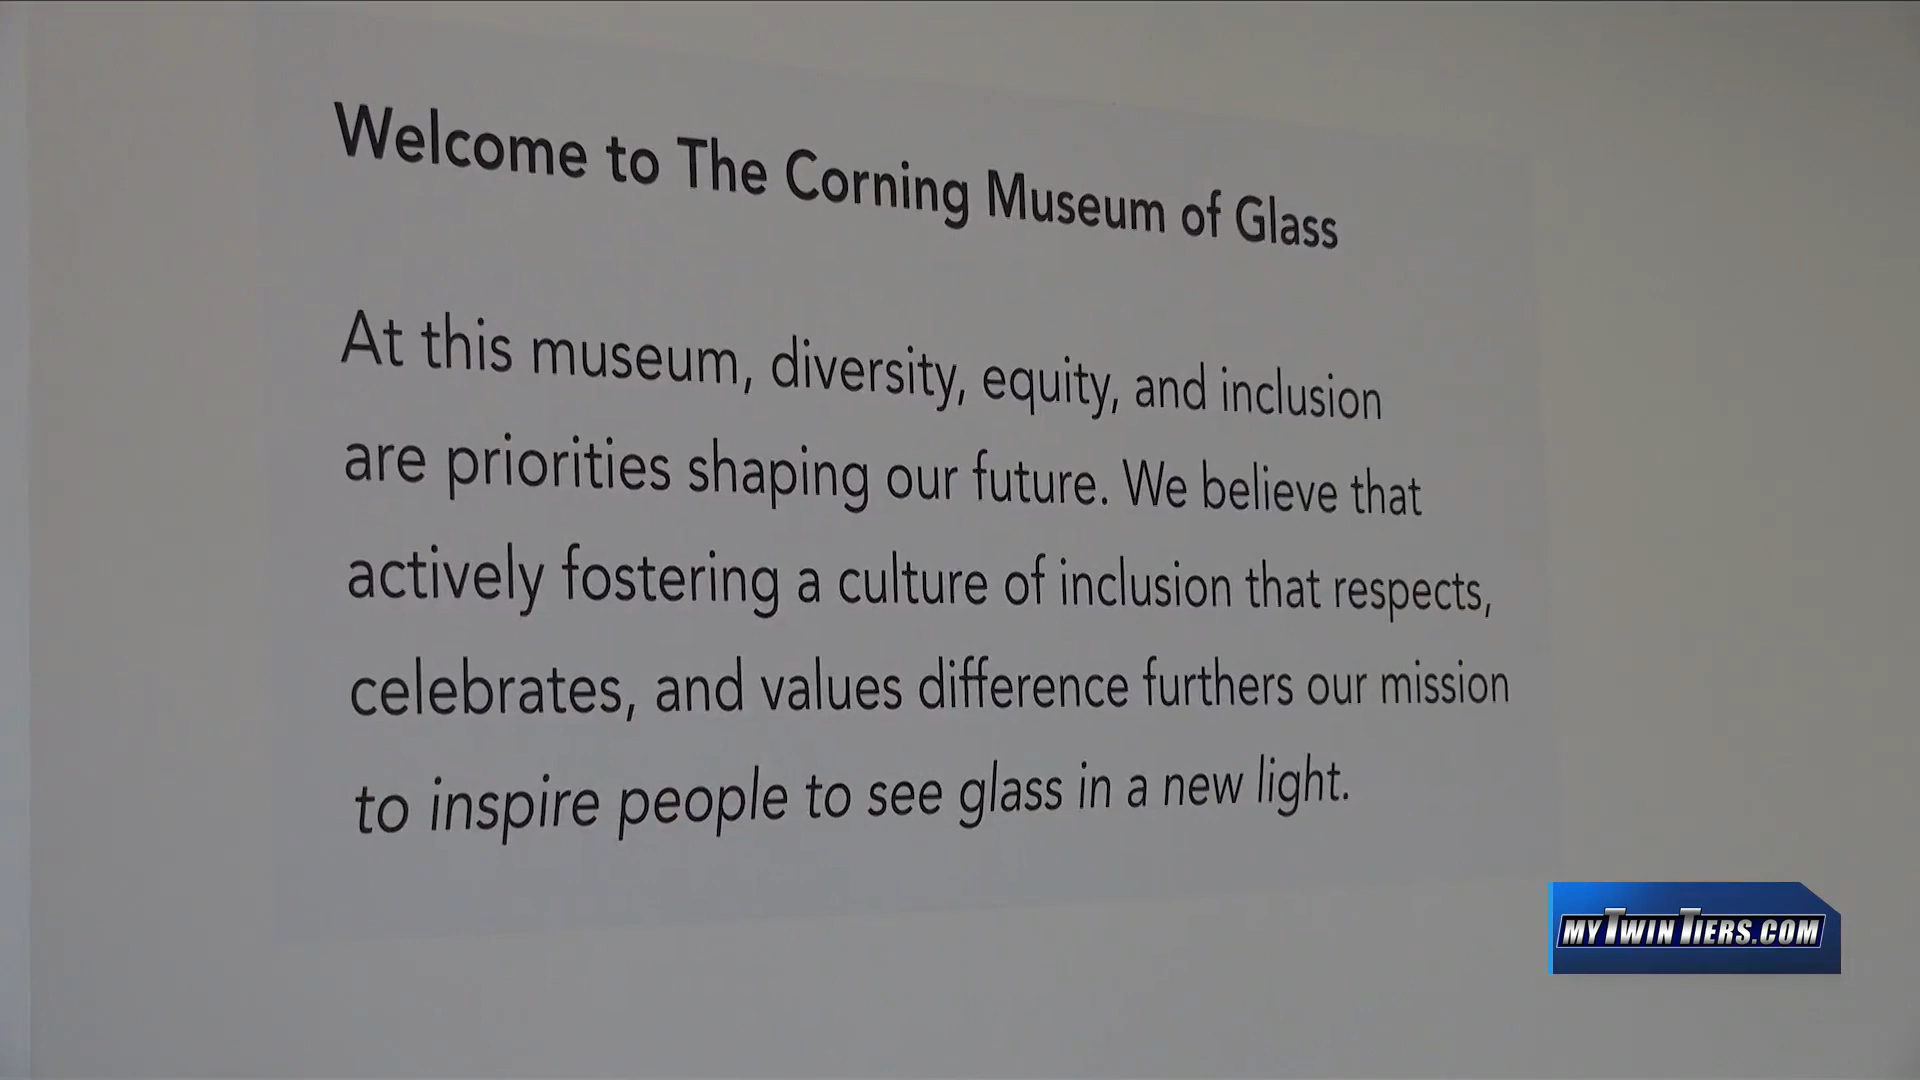 Welcome to The Corning Museum of Glass
At this museum, diversity, equity, and inclusion
are priorities shaping our future. We believe that
actively fostering a culture of inclusion that respects,
celebrates, and values difference furthers our mission
to inspire people to see glass in a new light.
MYTWINTIERS.COM